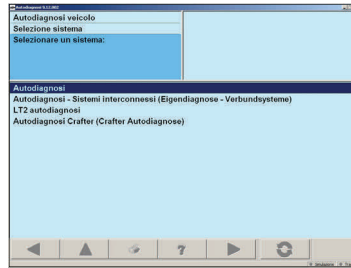 Autodiagnosi veicolo
Selezione sistema
Selezionare un sistema:
Autodiagnosi
Autodiagnosi - Sistemi interconnessi (Eigendiagnose - Verbundsysteme)
LT2 autodiagnosi
Autodiagnosi Crafter (Crafter Autodiagnose)
?